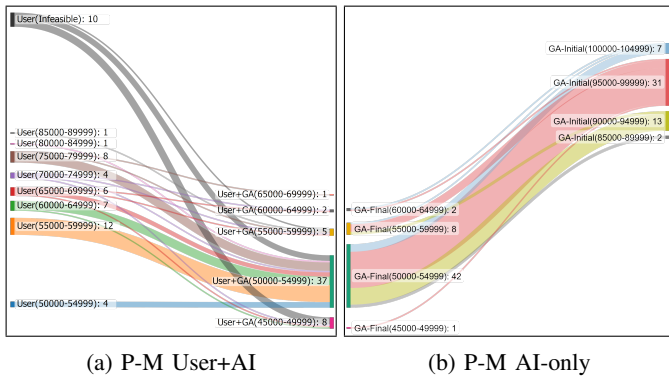 User(Infeasible): 10
User(85000-89999): 1
User(80000-84999): 1
User(75000-79999): 8
User(70000-74999): 4
User(65000-69999): 6
User(60000-64999): 7
User(55000-59999): 12
User(50000-54999): 4
User+GA(65000-69999): 1
User+GA(60000-64999): 2
User+GA(55000-59999): 5
User+GA(50000-54999): 37
User+GA(45000-49999): 8
(a) P-M User+AI
GA-Final(60000-64999): 2
GA-Final(55000-59999): 8
GA-Final(50000-54999): 42
GA-Final(45000-49999): 1
GA-Initial(100000-104999): 7
GA-Initial(95000-99999): 31
GA-Initial(90000-94999): 13
GA-Initial(85000-89999): 2
(b) P-M AI-only